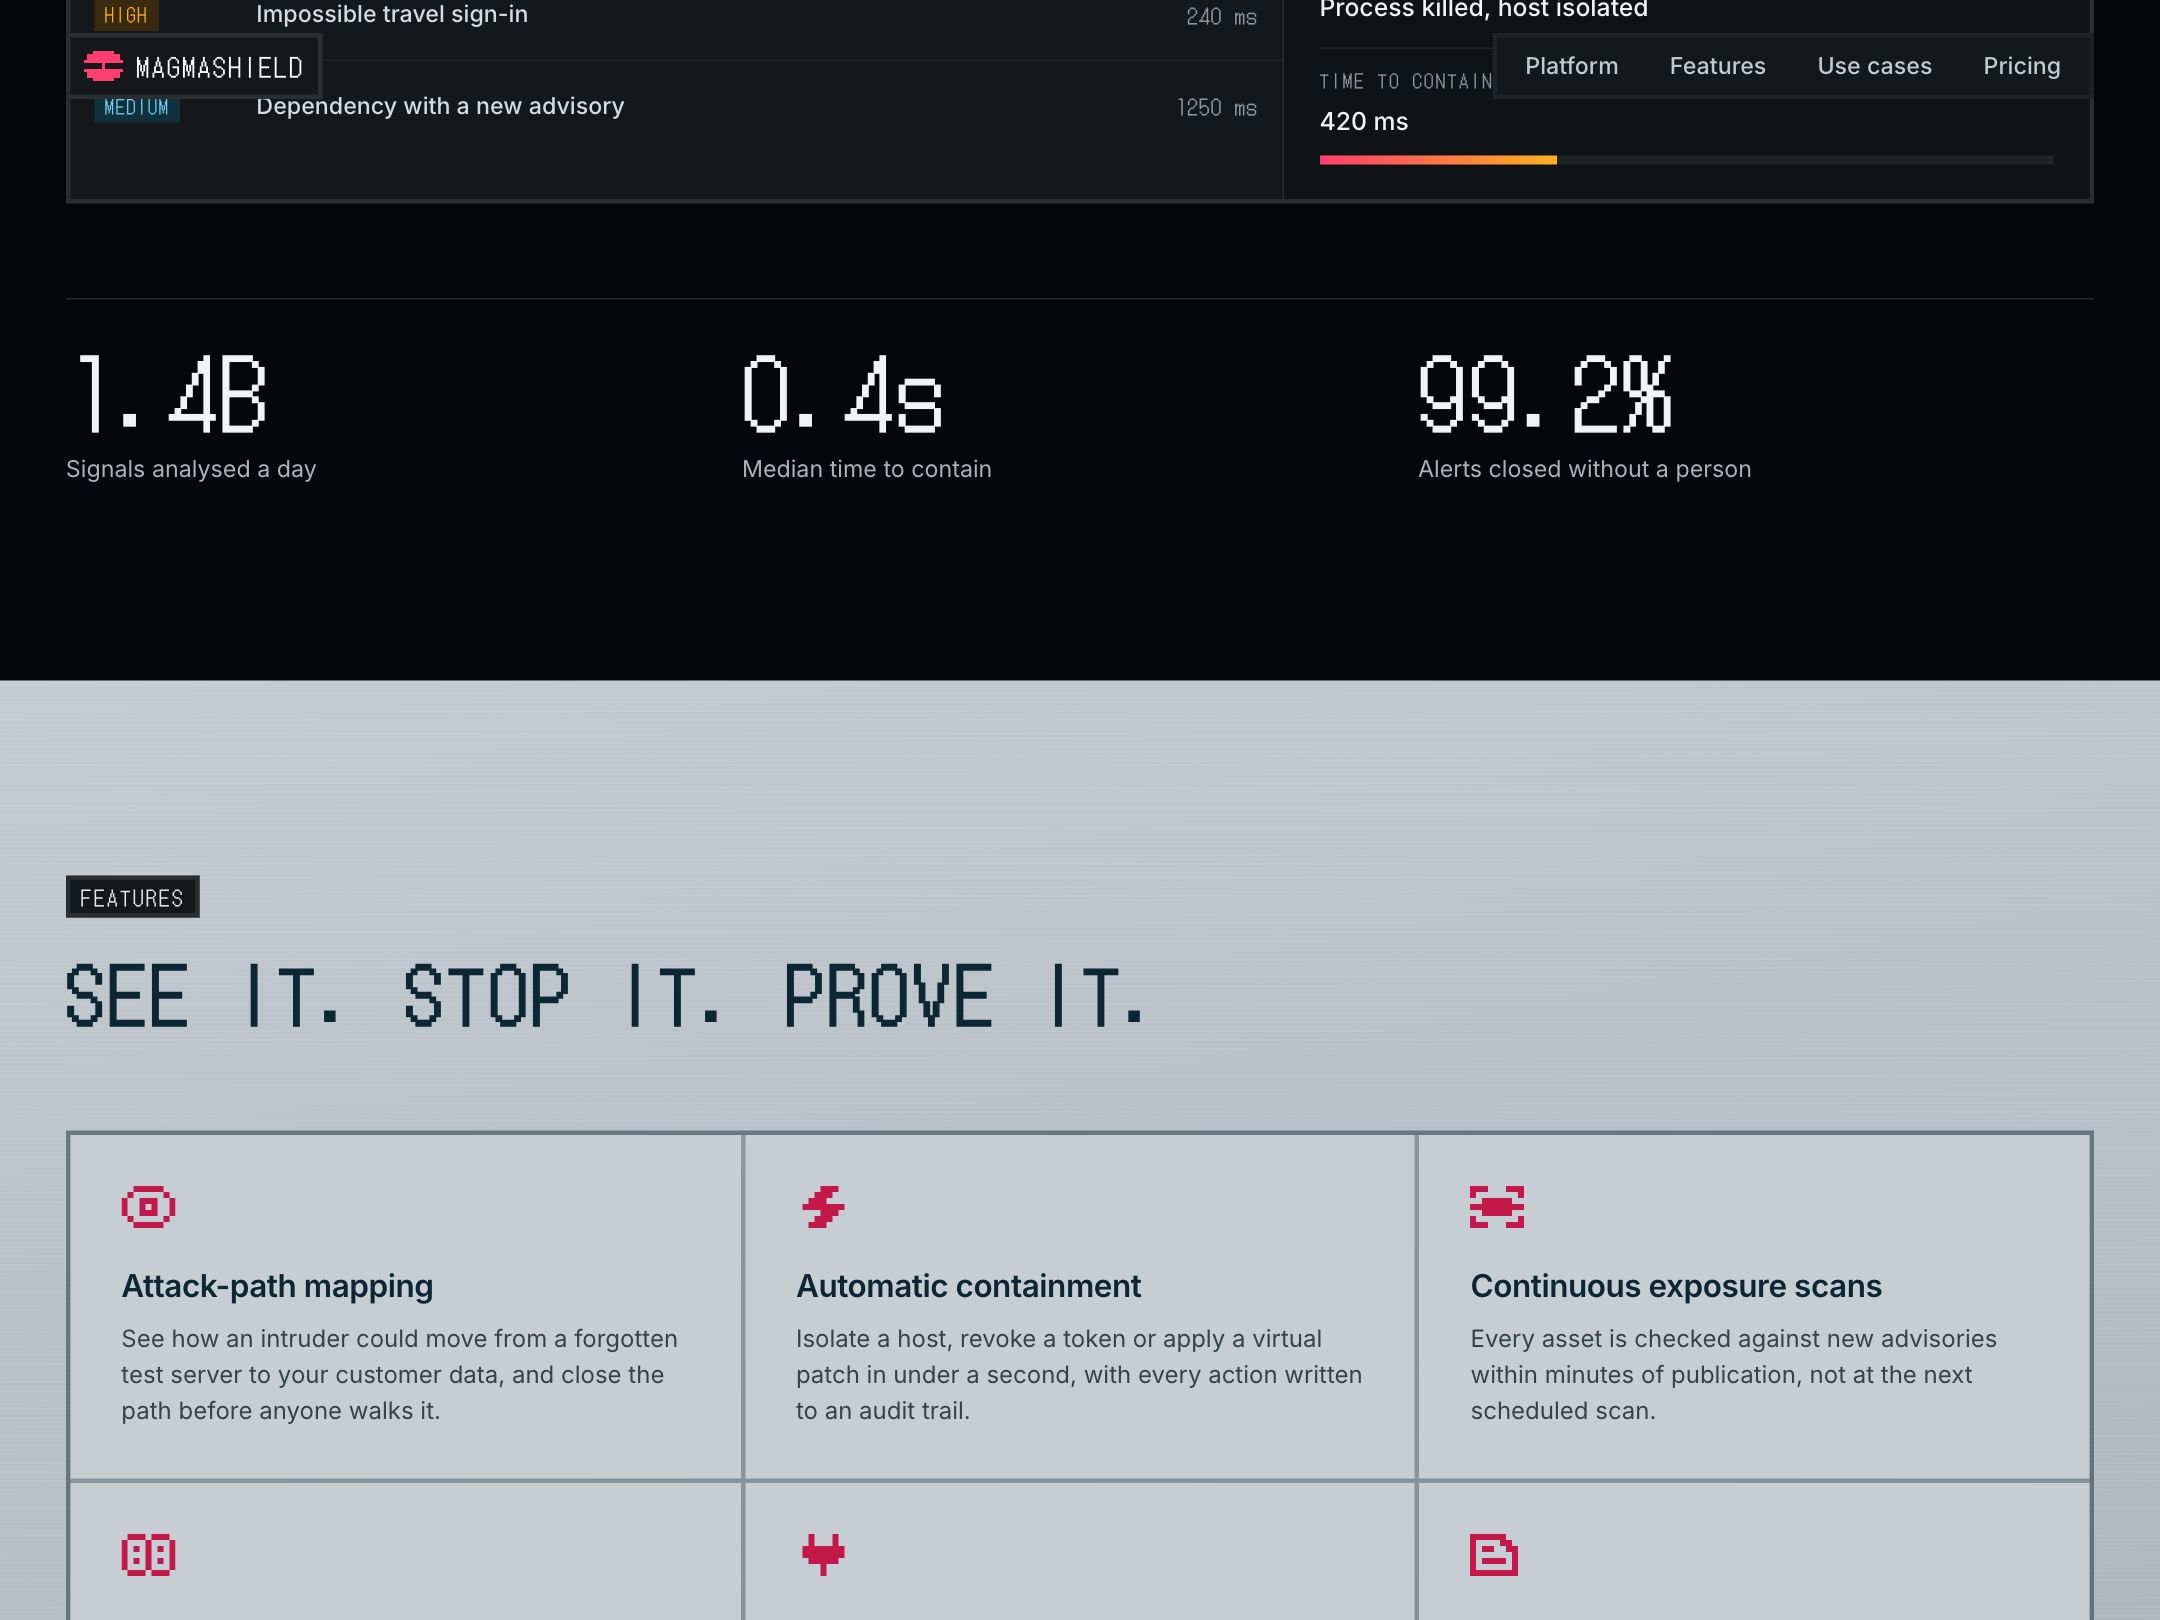 HIGH
Impossible travel sign-in
240 ms
Process killed, host isolated
MAGMASHIELD
Platform
Features
Use cases
Pricing
TIME TO CONTAIN
MEDIUM
Dependency with a new advisory
1250 ms
420 ms
1.4B
Signals analysed a day
0.4s
Median time to contain
99.2%
Alerts closed without a person
FEATURES
SEE IT. STOP IT. PROVE IT.
Attack-path mapping
See how an intruder could move from a forgotten
test server to your customer data, and close the
path before anyone walks it.
Automatic containment
Isolate a host, revoke a token or apply a virtual
patch in under a second, with every action written
to an audit trail.
Continuous exposure scans
Every asset is checked against new advisories
within minutes of publication, not at the next
scheduled scan.